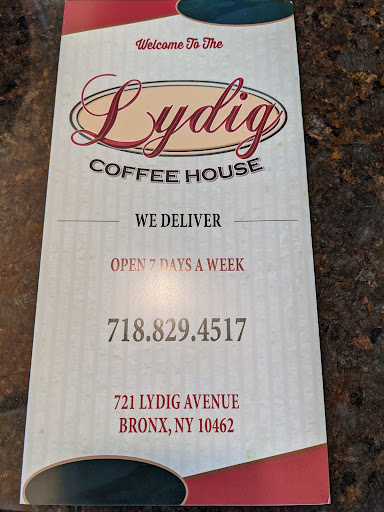 Welcome To The
Lydig
COFFEE HOUSE
WE DELIVER
OPEN 7 DAYS A WEEK
718.829.4517
721 LYDIG AVENUE
BRONX, NY 10462